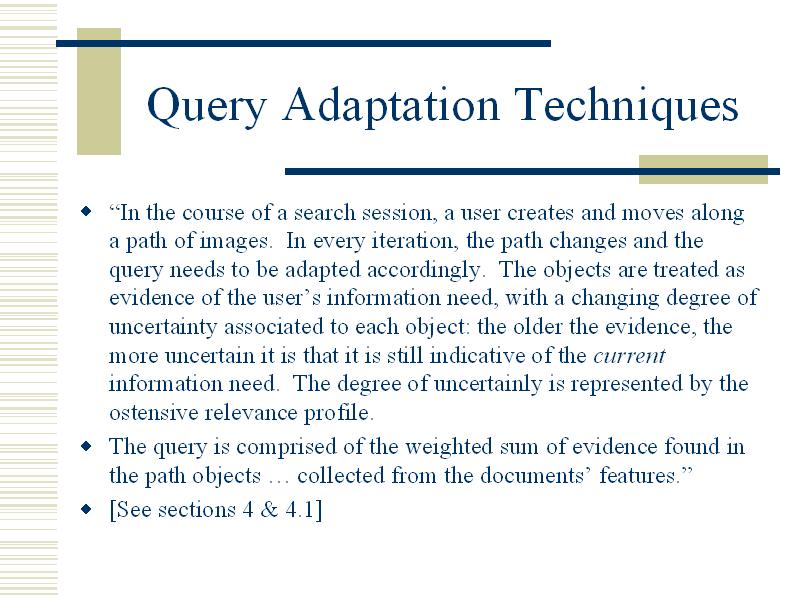 Query Adaptation Techniques
“In the course of a search session, a user creates and moves along
a path of images.  In every iteration, the path changes and the
query needs to be adapted accordingly.  The objects are treated as
evidence of the user’s information need, with a changing degree of
uncertainty associated to each object: the older the evidence, the
more uncertain it is that it is still indicative of the current
information need.  The degree of uncertainly is represented by the
ostensive relevance profile.
The query is comprised of the weighted sum of evidence found in
the path objects … collected from the documents’ features.”
[See sections 4 & 4.1]